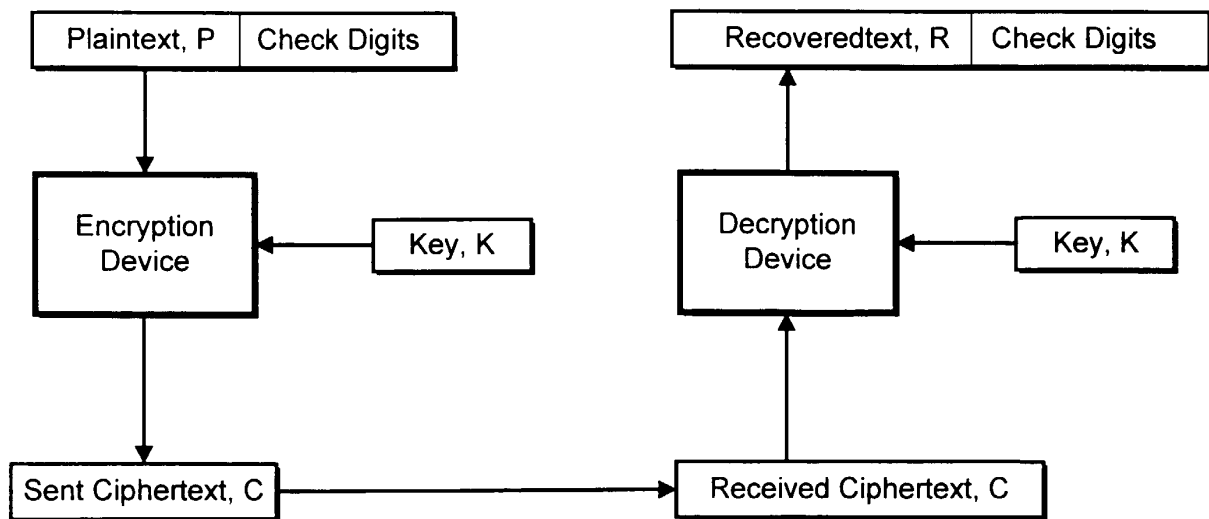 Plaintext, P
Check Digits
Recoveredtext, R
Check Digits
Encryption
Device
Key, K
Decryption
Device
Key, K
Sent Ciphertext, C
Received Ciphertext, C